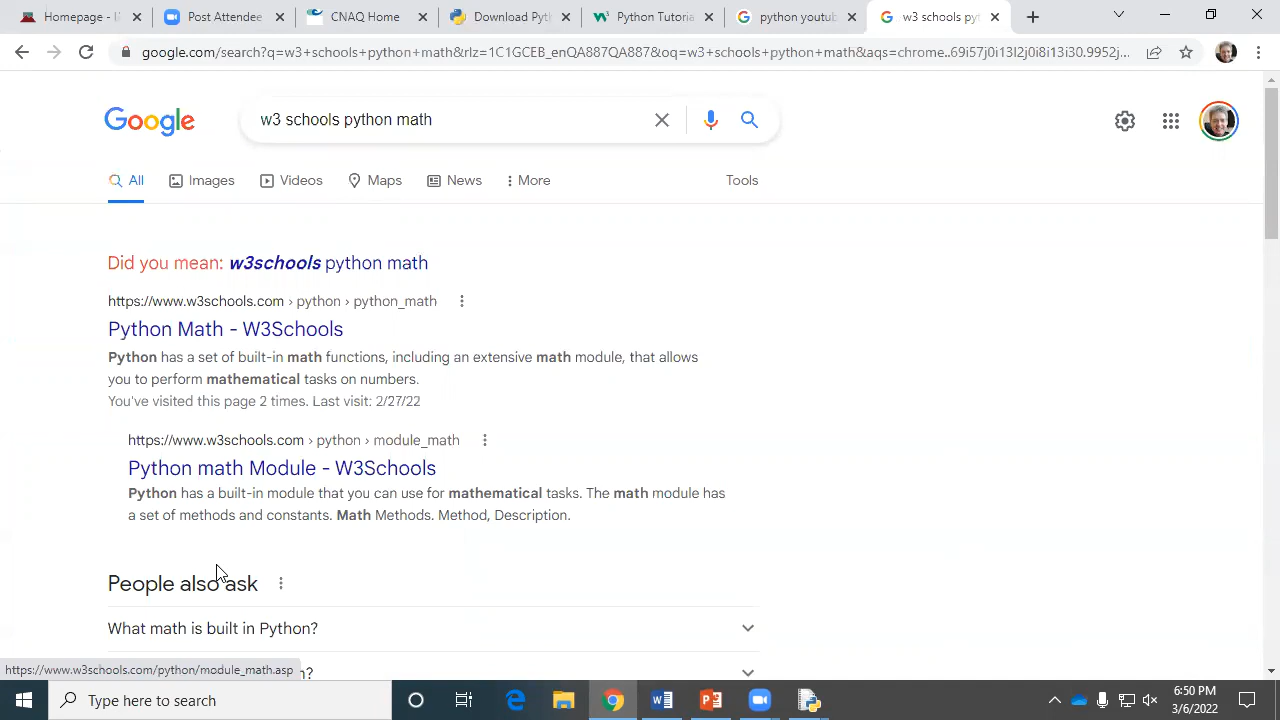 Homepage - li
Post Attendee
CNAQ Home
Download Pyt
Python Tutoria
python youtub
w3 schools py
google.com/search?q=w3+schools+python+math&rlz=1C1GCEB_enQA887QA887&oq=w3+schools+python+math&aqs=chrome..69i57j0i13l2j0i8i13i30.9952j...
Google
w3 schools python math
All
Images
Videos
Maps
News
More
Tools
Did you mean: w3schools python math
https://www.w3schools.com › python › python_math
Python Math - W3Schools
Python has a set of built-in math functions, including an extensive math module, that allows
you to perform mathematical tasks on numbers.
You've visited this page 2 times. Last visit: 2/27/22
https://www.w3schools.com › python › module_math
Python math Module - W3Schools
Python has a built-in module that you can use for mathematical tasks. The math module has
a set of methods and constants. Math Methods. Method, Description.
People also ask
What math is built in Python?
https://www.w3schools.com/python/module_math.asp
n?
Type here to search
6:50 PM
3/6/2022